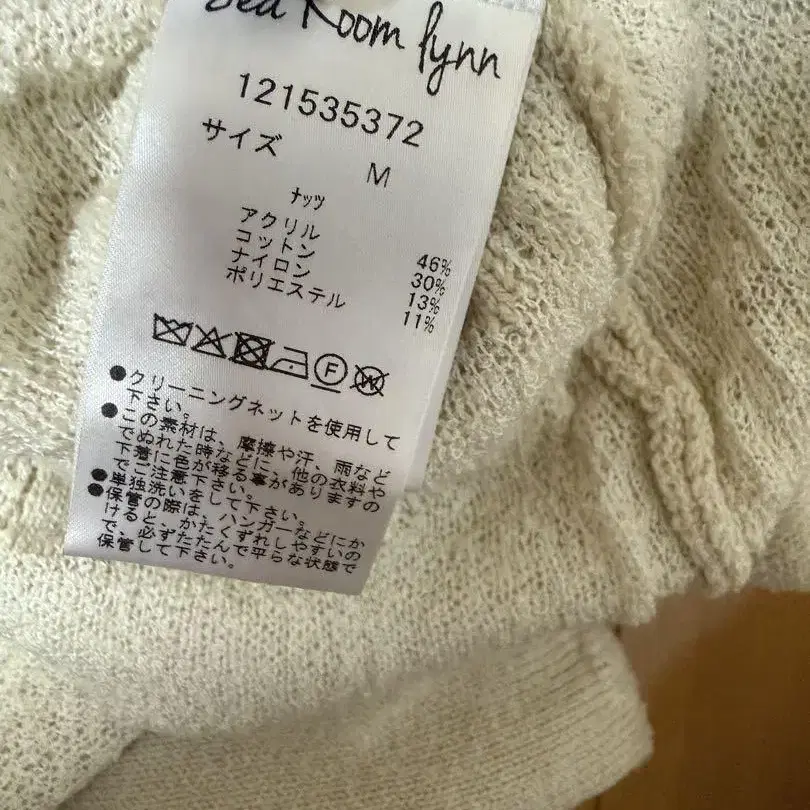 Sea Room lynn
121535372
サイズ
M
ナッツ
アクリル 46%
コットン 30%
ナイロン 13%
ポリエステル 11%
F
W
●クリーニングネットを使用して
下さい。
●この素材は、摩擦や汗、雨など
でぬれた時などに、他の衣料や
下着に色が移る事がありますの
でご注意下さい。
●単独洗いをして下さい。
●保管の際は、ハンガーなどにか
けると、かたくずれしやすいの
で、必ずたたんで平らな状態で
保管して下さい。